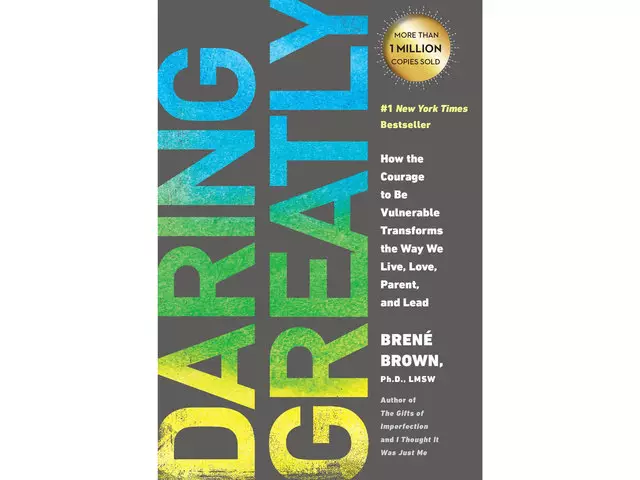 DARING
GREATLY
MORE THAN
1 MILLION
COPIES SOLD
#1 New York Times
Bestseller
How the
Courage
to Be
Vulnerable
Transforms
the Way We
Live, Love,
Parent,
and Lead
BRENÉ
BROWN,
Ph.D., LMSW
Author of
The Gifts of
Imperfection
and I Thought It
Was Just Me